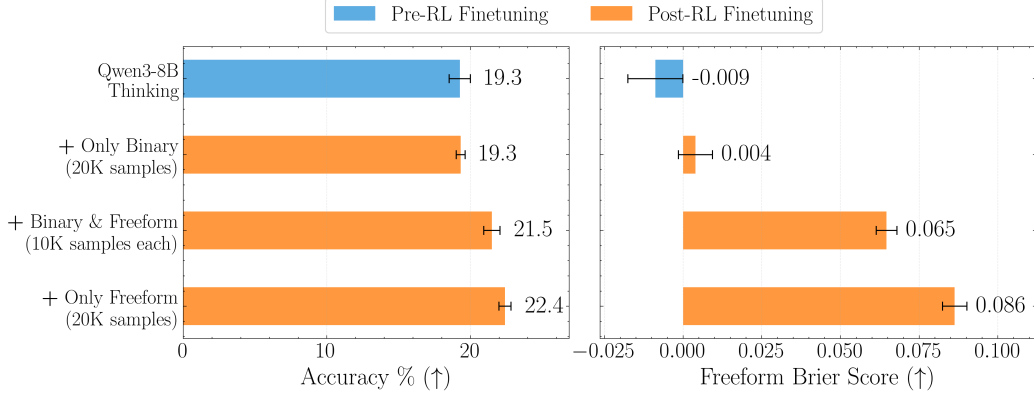 Pre-RL Finetuning Post-RL Finetuning
Qwen3-8B
Thinking
19.3
-0.009
+ Only Binary
(20K samples)
19.3
0.004
+ Binary & Freeform
(10K samples each)
21.5
0.065
+ Only Freeform
(20K samples)
22.4
0.086
0 10 20
−0.025 0.000 0.025 0.050 0.075 0.100
Accuracy % (↑)
Freeform Brier Score (↑)